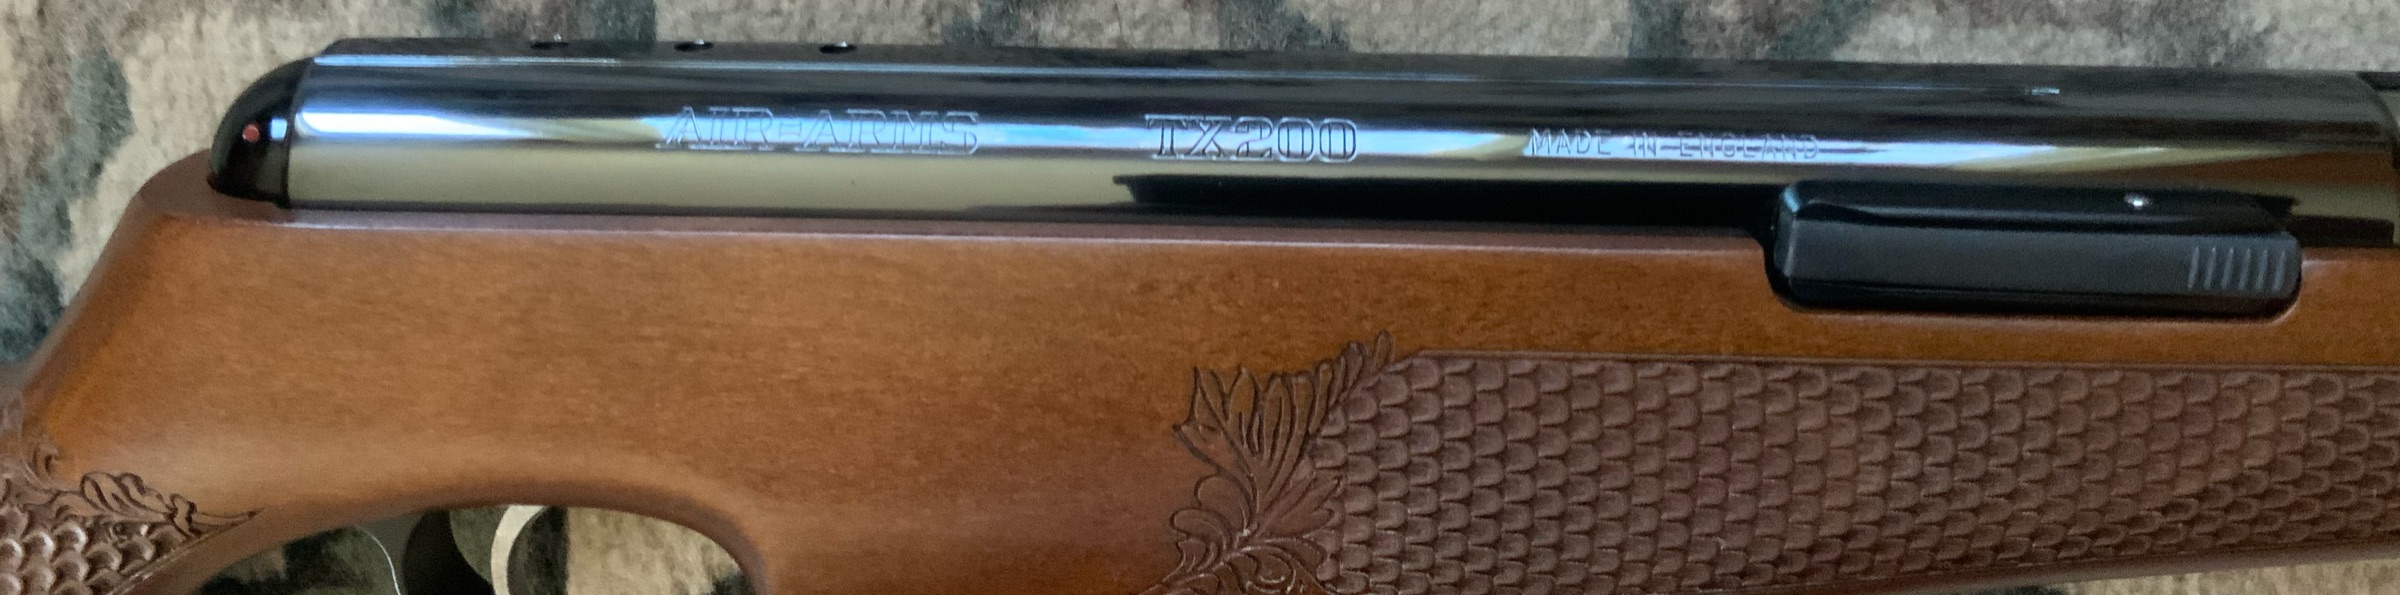 AIR-ARMS TX200 MADE IN ENGLAND